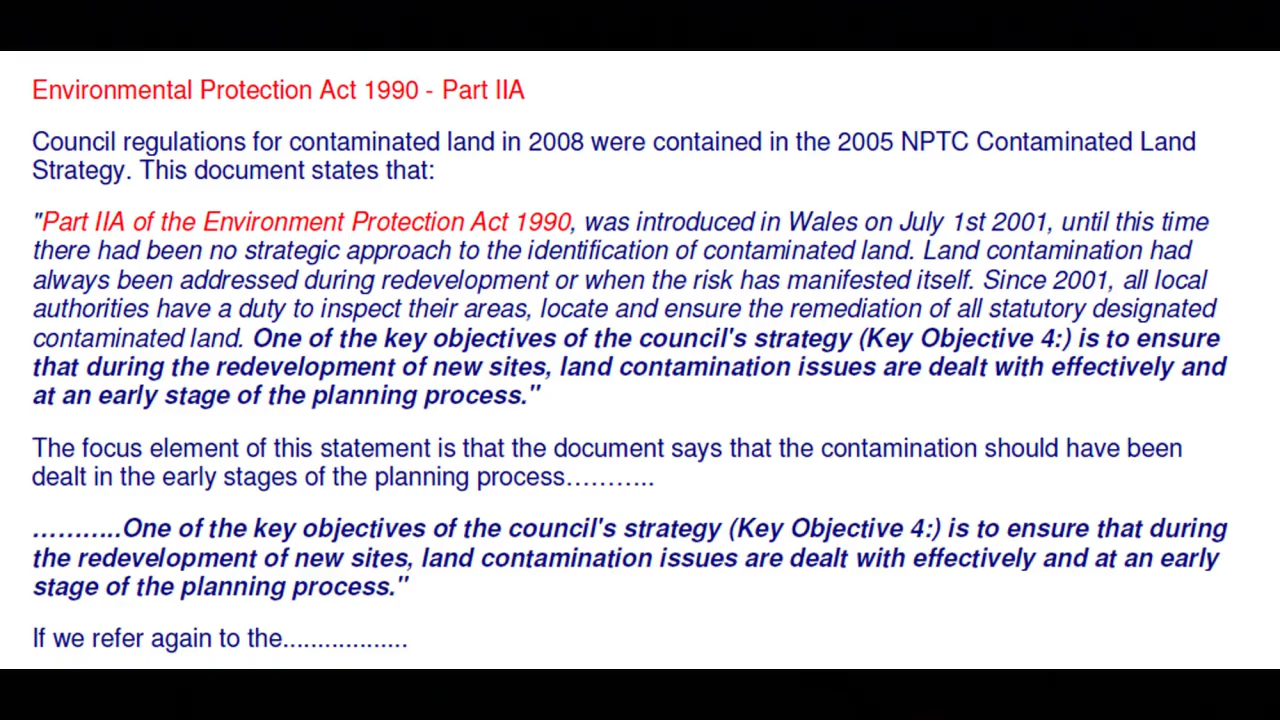 Environmental Protection Act 1990 - Part IIA
Council regulations for contaminated land in 2008 were contained in the 2005 NPTC Contaminated Land
Strategy. This document states that:
"Part IIA of the Environment Protection Act 1990, was introduced in Wales on July 1st 2001, until this time
there had been no strategic approach to the identification of contaminated land. Land contamination had
always been addressed during redevelopment or when the risk has manifested itself. Since 2001, all local
authorities have a duty to inspect their areas, locate and ensure the remediation of all statutory designated
contaminated land. One of the key objectives of the council's strategy (Key Objective 4:) is to ensure
that during the redevelopment of new sites, land contamination issues are dealt with effectively and
at an early stage of the planning process."
The focus element of this statement is that the document says that the contamination should have been
dealt in the early stages of the planning process………..
………..One of the key objectives of the council's strategy (Key Objective 4:) is to ensure that during
the redevelopment of new sites, land contamination issues are dealt with effectively and at an early
stage of the planning process."
If we refer again to the..................